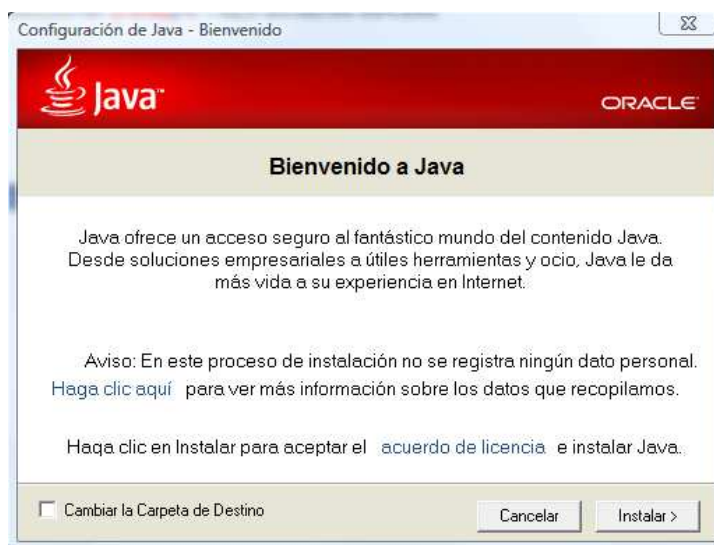 Configuración de Java - Bienvenido
Java™
ORACLE
Bienvenido a Java
Java ofrece un acceso seguro al fantástico mundo del contenido Java.
Desde soluciones empresariales a útiles herramientas y ocio, Java le da
más vida a su experiencia en Internet.
Aviso: En este proceso de instalación no se registra ningún dato personal.
Haga clic aquí para ver más información sobre los datos que recopilamos.
Haga clic en Instalar para aceptar el acuerdo de licencia e instalar Java.
Cambiar la Carpeta de Destino
Cancelar
Instalar >